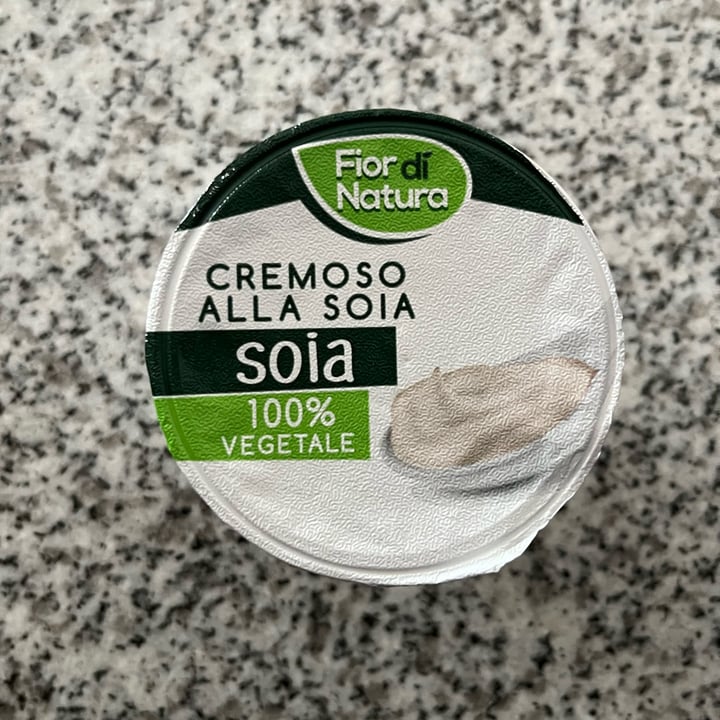 Fior di
Natura
CREMOSO
ALLA SOIA
soia
100%
VEGETALE